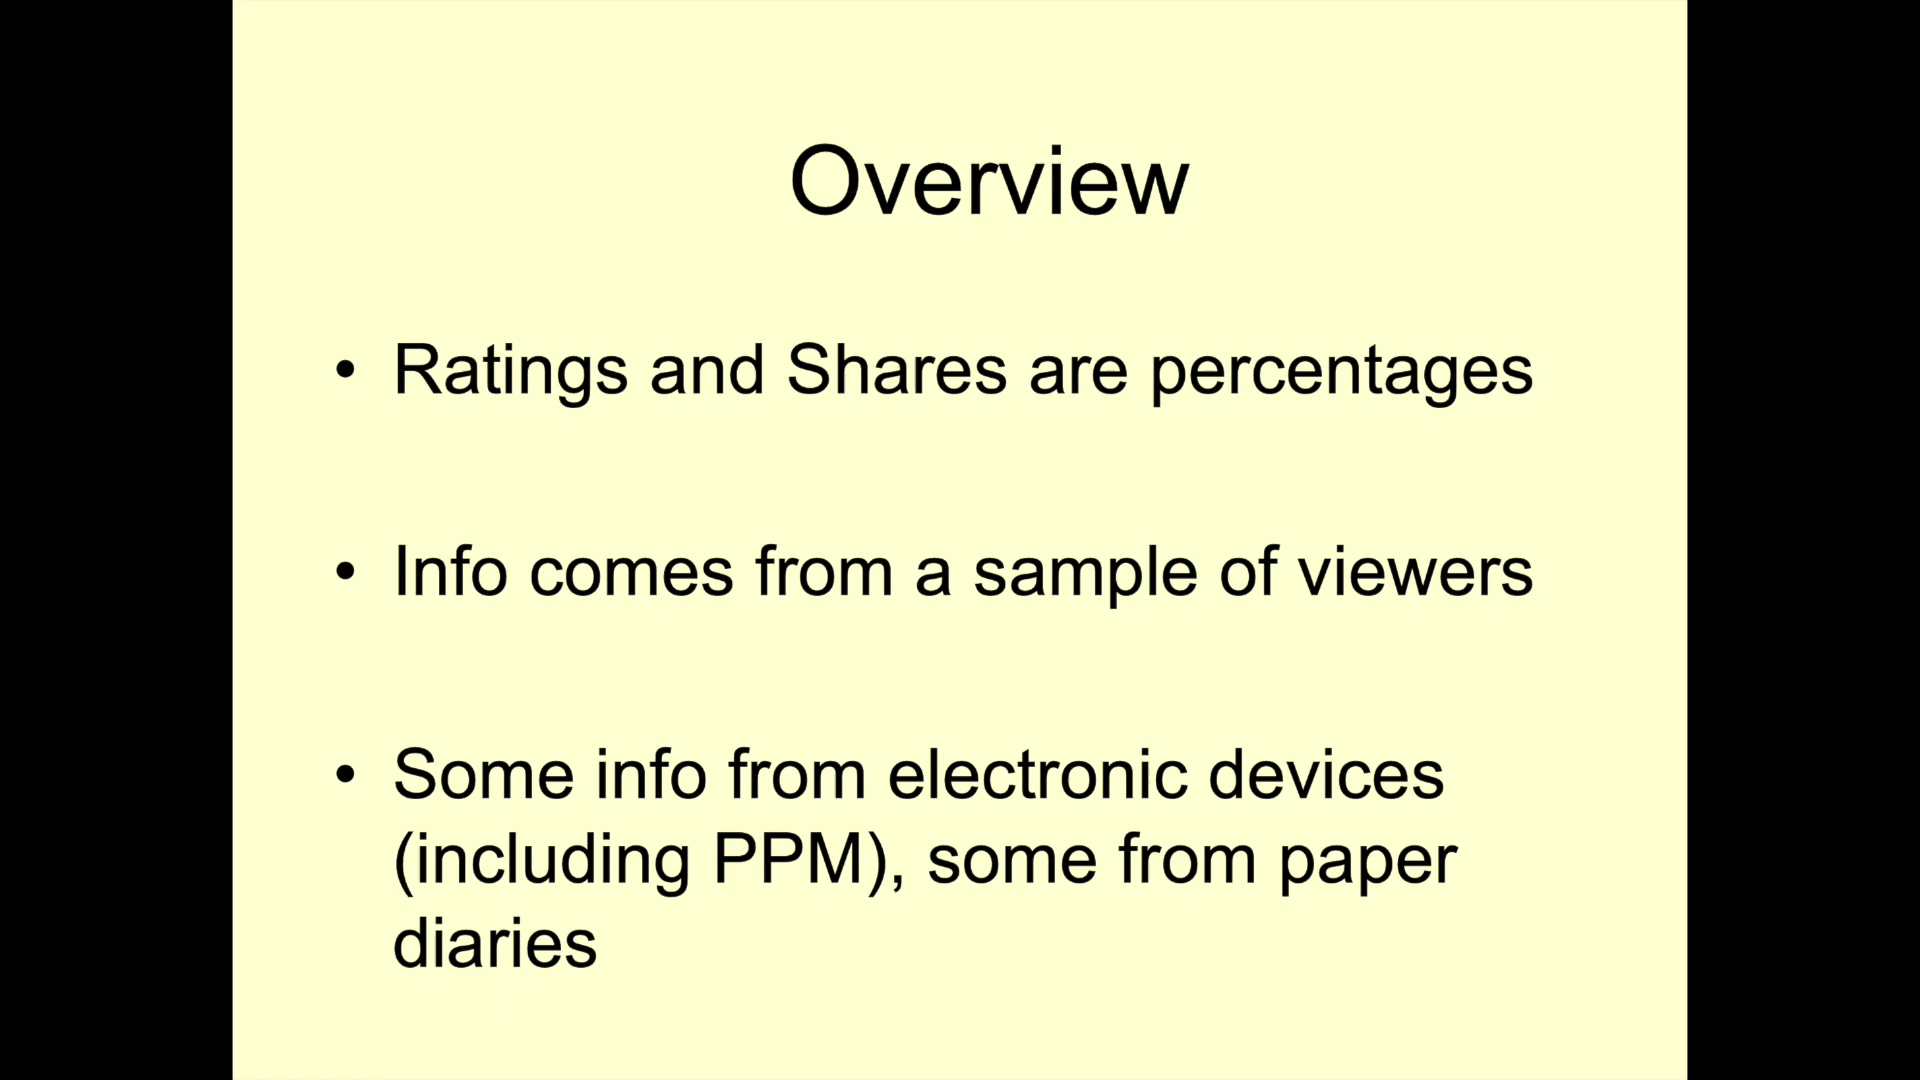 Overview
• Ratings and Shares are percentages
• Info comes from a sample of viewers
• Some info from electronic devices
(including PPM), some from paper
diaries